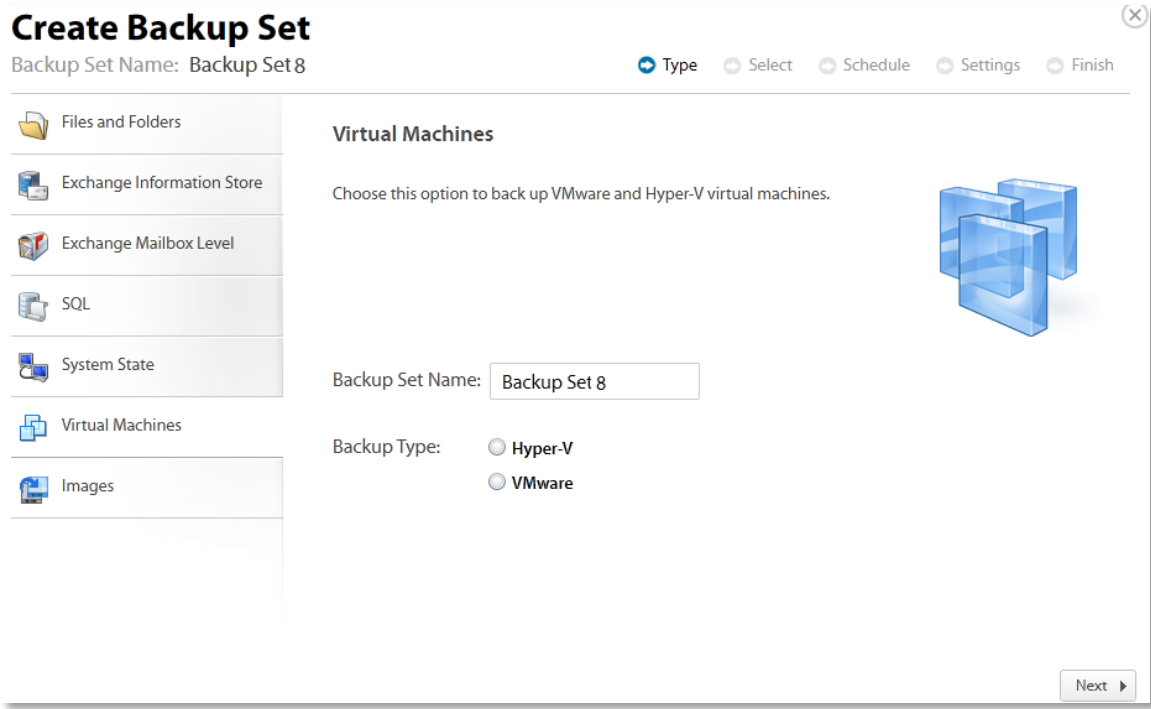 Create Backup Set
Backup Set Name: Backup Set 8
Type Select Schedule Settings Finish
Files and Folders
Exchange Information Store
Exchange Mailbox Level
SQL
System State
Virtual Machines
Images
Virtual Machines
Choose this option to back up VMware and Hyper-V virtual machines.
Backup Set Name: Backup Set 8
Backup Type: Hyper-V
VMware
Next